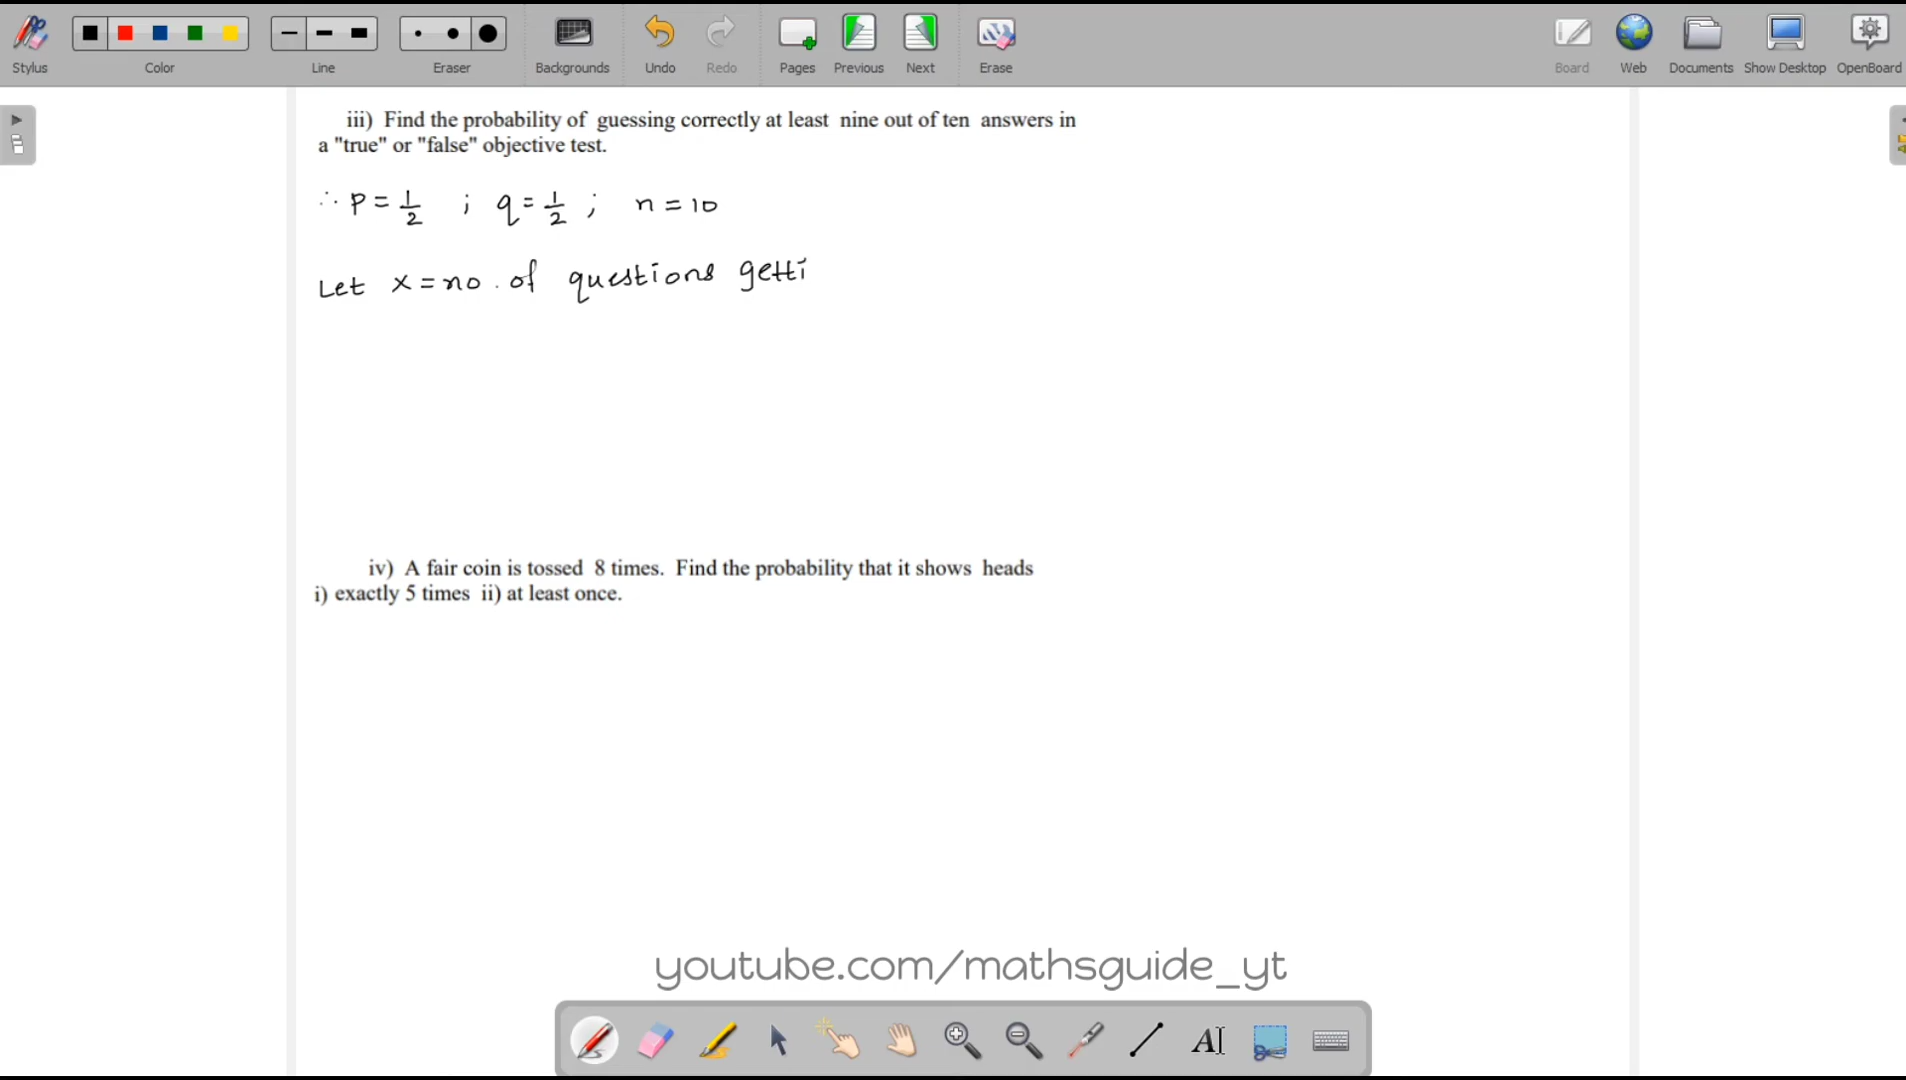 Stylus Color Line Eraser Backgrounds Undo Redo Pages Previous Next Erase Board Web Documents Show Desktop OpenBoard
iii) Find the probability of guessing correctly at least nine out of ten answers in
a "true" or "false" objective test.
∴ p = 1/2 ; q = 1/2 ; n = 10
Let x = no. of questions getti
iv) A fair coin is tossed 8 times. Find the probability that it shows heads
i) exactly 5 times ii) at least once.
youtube.com/mathsguide_yt